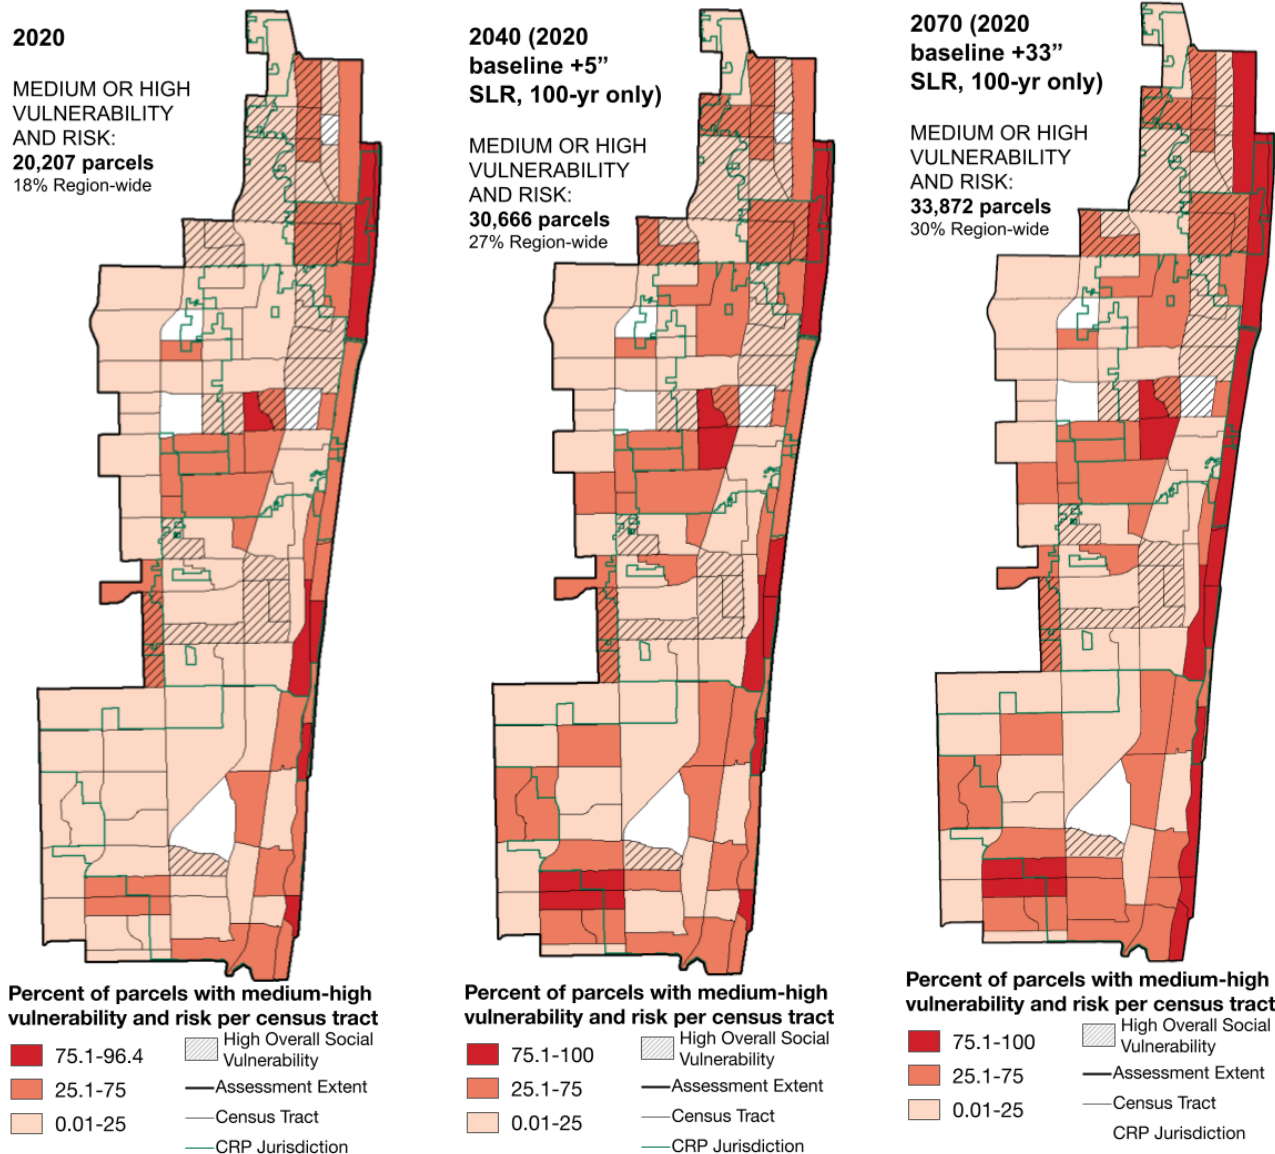 2020
MEDIUM OR HIGH
VULNERABILITY
AND RISK:
20,207 parcels
18% Region-wide
2040 (2020
baseline +5”
SLR, 100-yr only)
MEDIUM OR HIGH
VULNERABILITY
AND RISK:
30,666 parcels
27% Region-wide
2070 (2020
baseline +33”
SLR, 100-yr only)
MEDIUM OR HIGH
VULNERABILITY
AND RISK:
33,872 parcels
30% Region-wide
Percent of parcels with medium-high
vulnerability and risk per census tract
75.1-96.4
25.1-75
0.01-25
High Overall Social
Vulnerability
Assessment Extent
Census Tract
CRP Jurisdiction
Percent of parcels with medium-high
vulnerability and risk per census tract
75.1-100
25.1-75
0.01-25
High Overall Social
Vulnerability
Assessment Extent
Census Tract
CRP Jurisdiction
Percent of parcels with medium-high
vulnerability and risk per census tract
75.1-100
25.1-75
0.01-25
High Overall Social
Vulnerability
Assessment Extent
Census Tract
CRP Jurisdiction